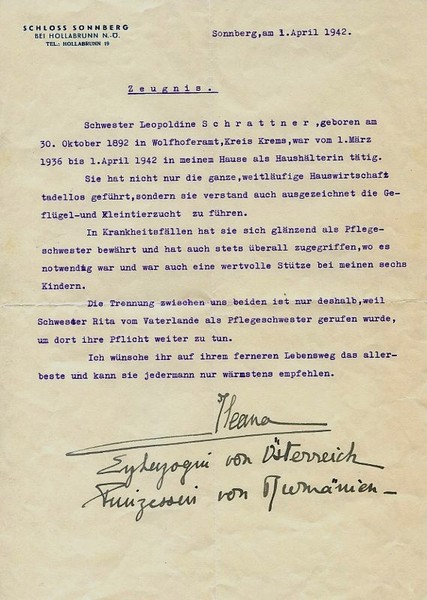 SCHLOSS SONNBERG
BEI HOLLABRUNN N.-Ö.
TEL.: HOLLABRUNN 19
Sonnberg,am 1.April 1942.
Zeugnis.
Schwester Leopoldine Schrattner,geboren am
30. Oktober 1892 in Wolfhoferamt,Kreis Krems,war vom 1.März
1936 bis 1.April 1942 in meinem Hause als Haushälterin tätig.
Sie hat nicht nur die ganze,weitläufige Hauswirtschaft
tadellos geführt,sondern sie verstand auch ausgezeichnet die Ge-
flügel-und Kleintierzucht zu führen.
In Krankheitsfällen hat sie sich glänzend als Pflege-
schwester bewährt und hat auch stets überall zugegriffen,wo es
notwendig war und war auch eine wertvolle Stütze bei meinen sechs
Kindern.
Die Trennung zwischen uns beiden ist nur deshalb,weil
Schwester Rita vom Vaterlande als Pflegeschwester gerufen wurde,
um dort ihre Pflicht weiter zu tun.
Ich wünsche ihr auf ihrem ferneren Lebensweg das aller-
beste und kann sie jedermann nur wärmstens empfehlen.
Ileana
Erzherzogin von Österreich
Prinzessin von Rumänien-